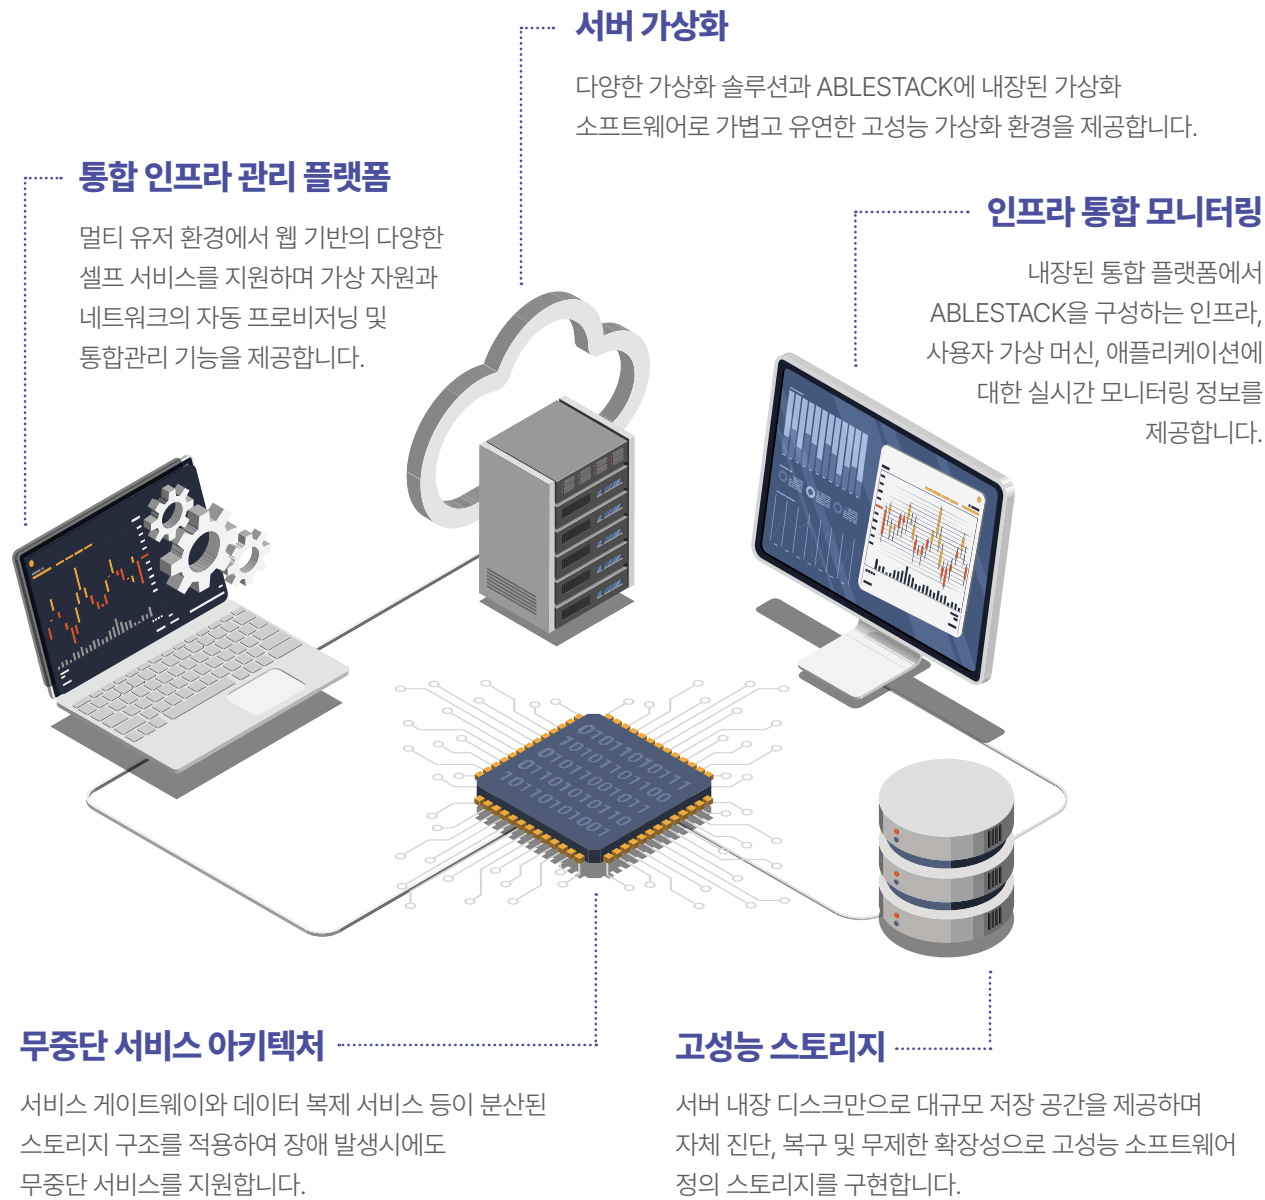 서버 가상화
다양한 가상화 솔루션과 ABLESTACK에 내장된 가상화
소프트웨어로 가볍고 유연한 고성능 가상화 환경을 제공합니다.
통합 인프라 관리 플랫폼
멀티 유저 환경에서 웹 기반의 다양한
셀프 서비스를 지원하며 가상 자원과
네트워크의 자동 프로비저닝 및
통합관리 기능을 제공합니다.
인프라 통합 모니터링
내장된 통합 플랫폼에서
ABLESTACK을 구성하는 인프라,
사용자 가상 머신, 애플리케이션에
대한 실시간 모니터링 정보를
제공합니다.
01011010111
10101101100
01011001011
01101010110
10110101001
무중단 서비스 아키텍처
서비스 게이트웨이와 데이터 복제 서비스 등이 분산된
스토리지 구조를 적용하여 장애 발생시에도
무중단 서비스를 지원합니다.
고성능 스토리지
서버 내장 디스크만으로 대규모 저장 공간을 제공하며
자체 진단, 복구 및 무제한 확장성으로 고성능 소프트웨어
정의 스토리지를 구현합니다.